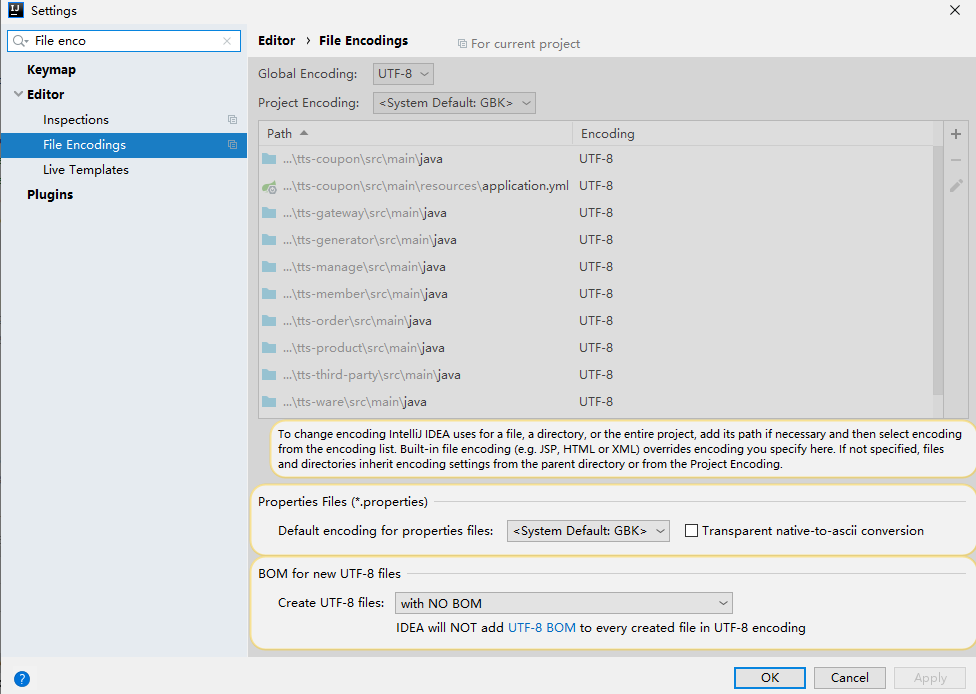 Settings
File enco
Editor › File Encodings
For current project
Keymap
Editor
Inspections
File Encodings
Live Templates
Plugins
Global Encoding: UTF-8
Project Encoding: <System Default: GBK>
Path Encoding
...\tts-coupon\src\main\java UTF-8
...\tts-coupon\src\main\resources\application.yml UTF-8
...\tts-gateway\src\main\java UTF-8
...\tts-generator\src\main\java UTF-8
...\tts-manage\src\main\java UTF-8
...\tts-member\src\main\java UTF-8
...\tts-order\src\main\java UTF-8
...\tts-product\src\main\java UTF-8
...\tts-third-party\src\main\java UTF-8
...\tts-ware\src\main\java UTF-8
To change encoding IntelliJ IDEA uses for a file, a directory, or the entire project, add its path if necessary and then select encoding
from the encoding list. Built-in file encoding (e.g. JSP, HTML or XML) overrides encoding you specify here. If not specified, files
and directories inherit encoding settings from the parent directory or from the Project Encoding.
Properties Files (*.properties)
Default encoding for properties files: <System Default: GBK> Transparent native-to-ascii conversion
BOM for new UTF-8 files
Create UTF-8 files: with NO BOM
IDEA will NOT add UTF-8 BOM to every created file in UTF-8 encoding
?
OK Cancel Apply